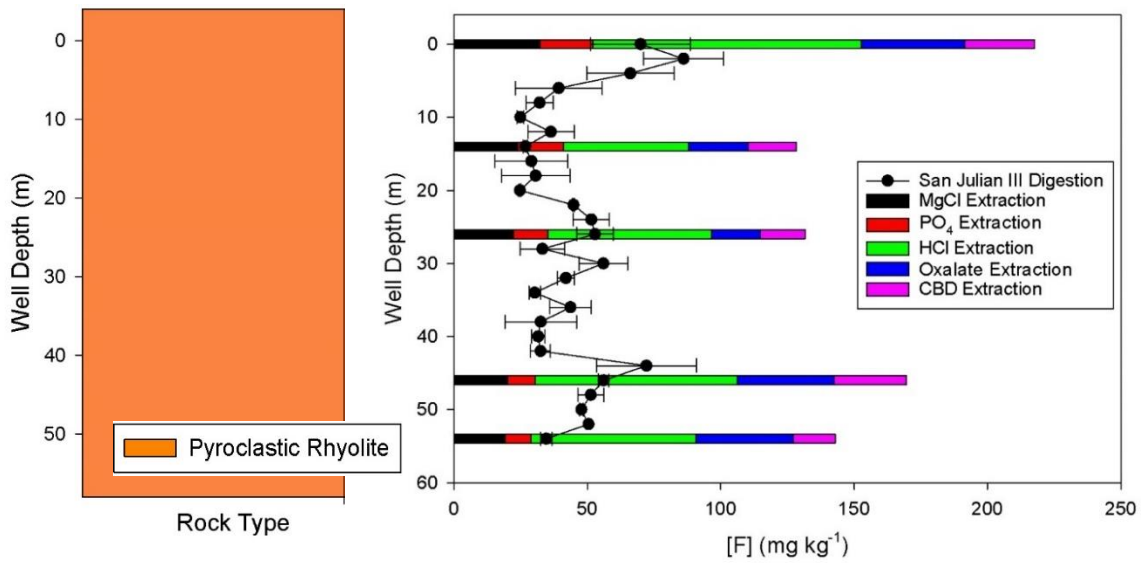 Well Depth (m)
0
10
20
30
40
50
Pyroclastic Rhyolite
Rock Type
Well Depth (m)
0
10
20
30
40
50
60
San Julian III Digestion
MgCl Extraction
PO₄ Extraction
HCl Extraction
Oxalate Extraction
CBD Extraction
0 50 100 150 200 250
[F] (mg kg⁻¹)